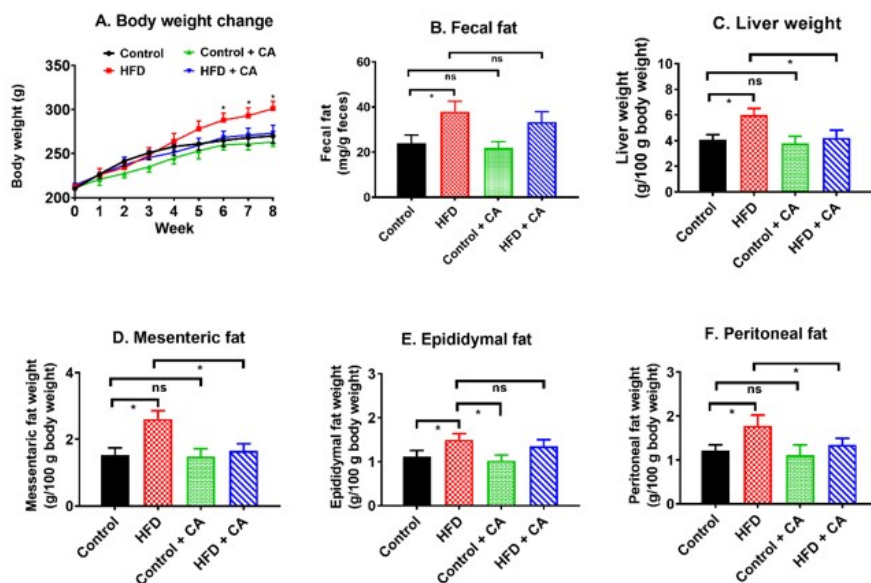 A. Body weight change
Control
Control + CA
HFD
HFD + CA
Body weight (g)
300
250
200
0 1 2 3 4 5 6 7 8
Week
* * *
B. Fecal fat
Fecal fat
(mg/g feces)
60
40
20
0
ns
ns
*
Control
HFD
Control + CA
HFD + CA
C. Liver weight
Liver weight
(g/100 g body weight)
8
6
4
2
0
*
ns
*
Control
HFD
Control + CA
HFD + CA
D. Mesenteric fat
Messentaric fat weight
(g/100 g body weight)
4
2
0
*
ns
*
Control
HFD
Control + CA
HFD + CA
E. Epididymal fat
Epididymal fat weight
(g/100 g body weight)
2
1
0
ns
*
*
Control
HFD
Control + CA
HFD + CA
F. Peritoneal fat
Peritoneal fat weight
(g/100 g body weight)
2
1
0
*
ns
*
Control
HFD
Control + CA
HFD + CA